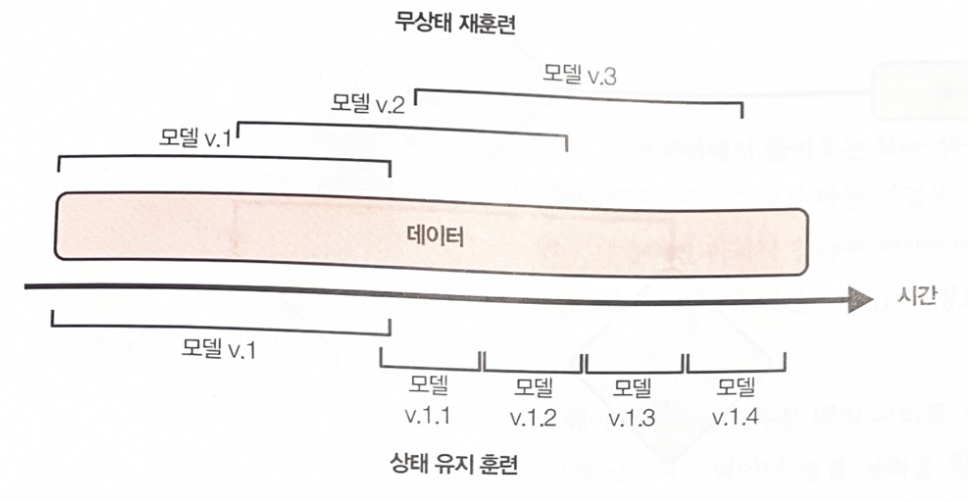 무상태 재훈련
모델 v.3
모델 v.2
모델 v.1
데이터
시간
모델 v.1
모델
v.1.1
모델
v.1.2
모델
v.1.3
모델
v.1.4
상태 유지 훈련